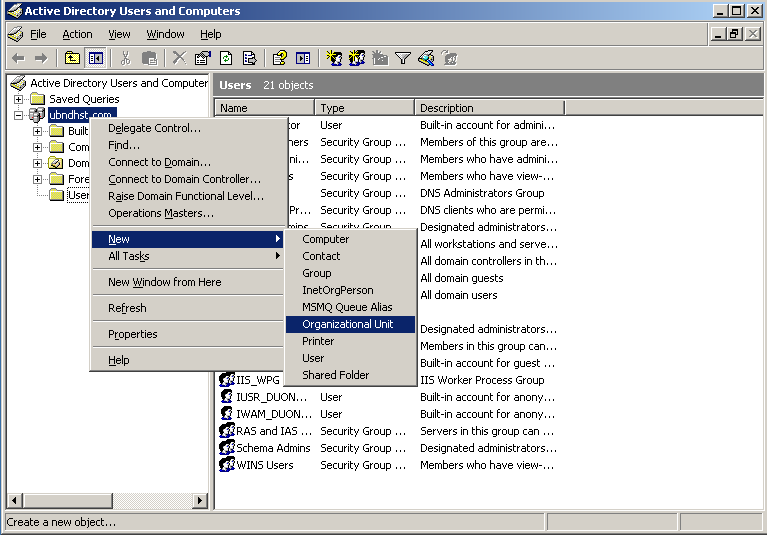 Active Directory Users and Computers
File Action View Window Help
Active Directory Users and Computer
Saved Queries
ubndhst.com
Built
Com
Dom
Fore
User
Users 21 objects
Name Type Description
tor User Built-in account for admini...
ners Security Group ... Members of this group are...
ni... Security Group ... Members who have admini...
Security Group ... Members who have view-...
Security Group ... DNS Administrators Group
Pr... Security Group ... DNS clients who are permi...
mins Security Group ... Designated administrators...
All workstations and serve...
All domain controllers in th...
All domain guests
All domain users
Designated administrators...
Members in this group can...
Built-in account for guest ...
IIS_WPG IIS Worker Process Group
IUSR_DUON... User Built-in account for anony...
IWAM_DUON... User Built-in account for anony...
RAS and IAS ... Security Group ... Servers in this group can ...
Schema Admins Security Group ... Designated administrators...
WINS Users Security Group ... Members who have view-...
Delegate Control...
Find...
Connect to Domain...
Connect to Domain Controller...
Raise Domain Functional Level...
Operations Masters...
New
All Tasks
New Window from Here
Refresh
Properties
Help
Computer
Contact
Group
InetOrgPerson
MSMQ Queue Alias
Organizational Unit
Printer
User
Shared Folder
Create a new object...